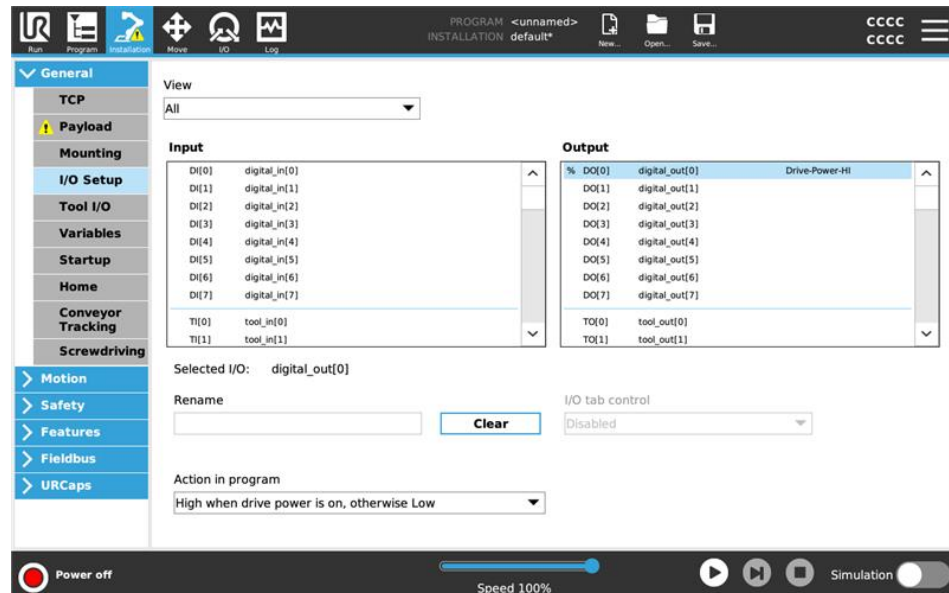 PROGRAM <unnamed>
INSTALLATION default*
CCCC
CCCC
UR
Run
Program
Installation
Move
I/O
Log
New...
Open...
Save...
General
TCP
Payload
Mounting
I/O Setup
Tool I/O
Variables
Startup
Home
Conveyor
Tracking
Screwdriving
Motion
Safety
Features
Fieldbus
URCaps
View
All
Input
DI[0] digital_in[0]
DI[1] digital_in[1]
DI[2] digital_in[2]
DI[3] digital_in[3]
DI[4] digital_in[4]
DI[5] digital_in[5]
DI[6] digital_in[6]
DI[7] digital_in[7]
TI[0] tool_in[0]
TI[1] tool_in[1]
Output
% DO[0] digital_out[0] Drive-Power-HI
DO[1] digital_out[1]
DO[2] digital_out[2]
DO[3] digital_out[3]
DO[4] digital_out[4]
DO[5] digital_out[5]
DO[6] digital_out[6]
DO[7] digital_out[7]
TO[0] tool_out[0]
TO[1] tool_out[1]
Selected I/O: digital_out[0]
Rename
Clear
I/O tab control
Disabled
Action in program
High when drive power is on, otherwise Low
Power off
Speed 100%
Simulation